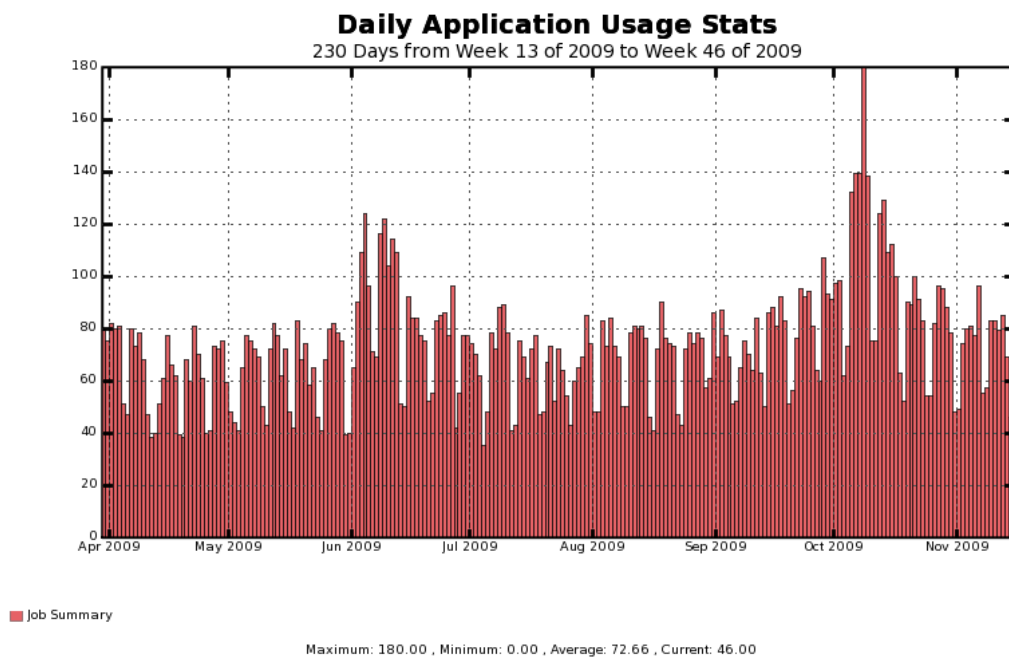 Daily Application Usage Stats
230 Days from Week 13 of 2009 to Week 46 of 2009
180
160
140
120
100
80
60
40
20
0
Apr 2009 May 2009 Jun 2009 Jul 2009 Aug 2009 Sep 2009 Oct 2009 Nov 2009
Job Summary
Maximum: 180.00 , Minimum: 0.00 , Average: 72.66 , Current: 46.00